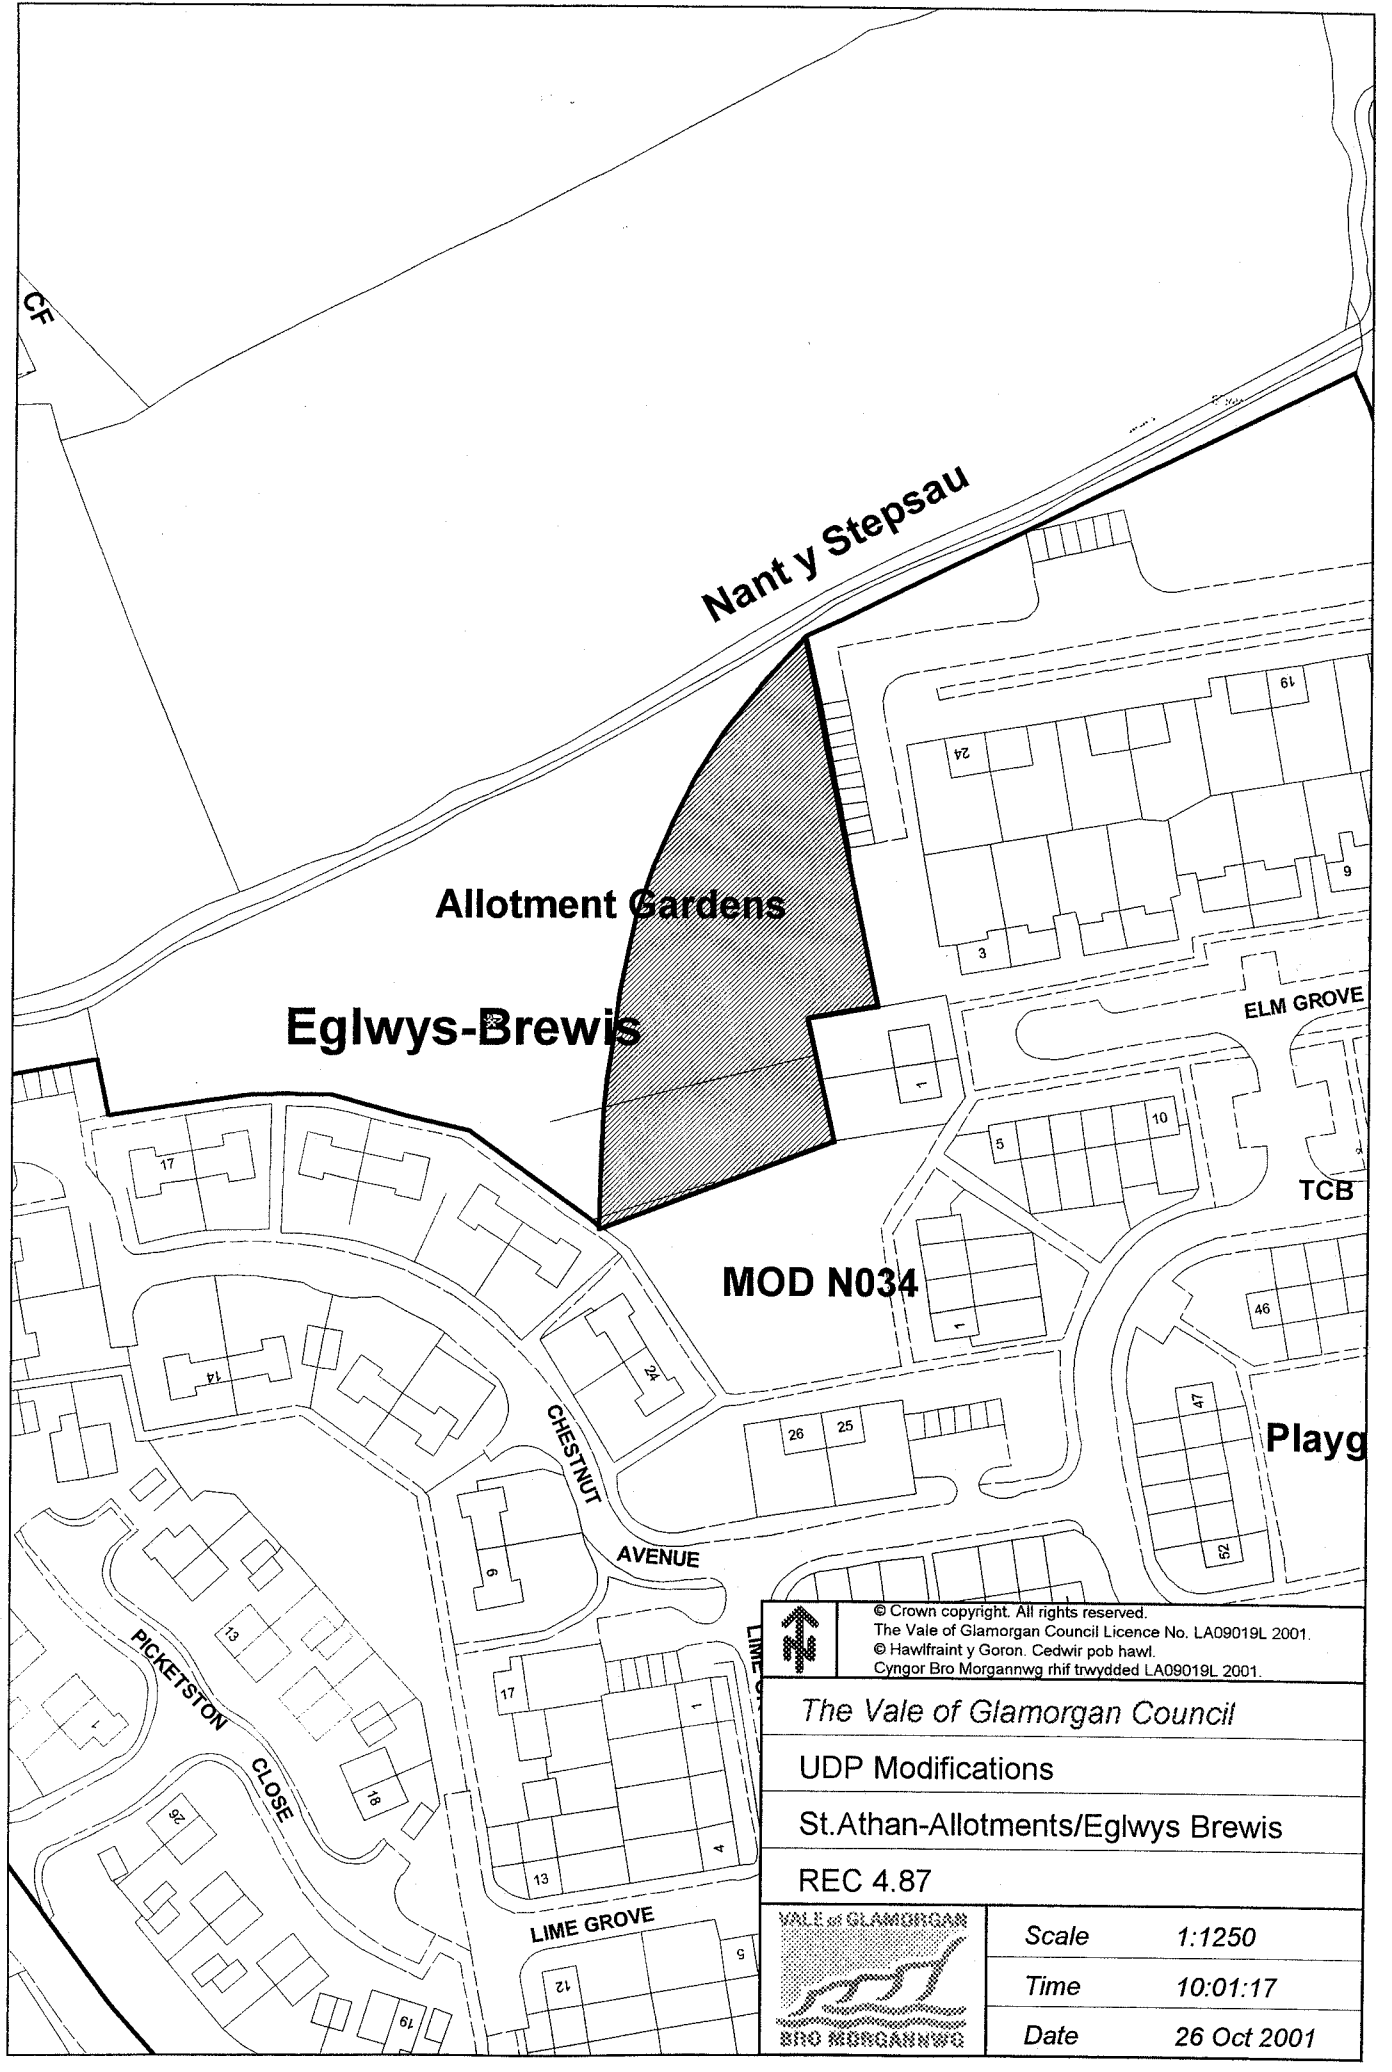 CF
Nant y Stepsau
19
24
Allotment Gardens
9
3
Eglwys-Brewis
ELM GROVE
1
10
5
17
TCB
MOD N034
46
1
24
14
47
CHESTNUT
26
25
Playg
52
AVENUE
9
LIME
13
PICKETSTON
17
1
1
CLOSE
18
26
4
13
LIME GROVE
5
12
19
© Crown copyright. All rights reserved.
The Vale of Glamorgan Council Licence No. LA09019L 2001.
© Hawlfraint y Goron. Cedwir pob hawl.
Cyngor Bro Morgannwg rhif trwydded LA09019L 2001.
N
The Vale of Glamorgan Council
UDP Modifications
St.Athan-Allotments/Eglwys Brewis
REC 4.87
VALE of GLAMORGAN
BRO MORGANNWG
Scale 1:1250
Time 10:01:17
Date 26 Oct 2001